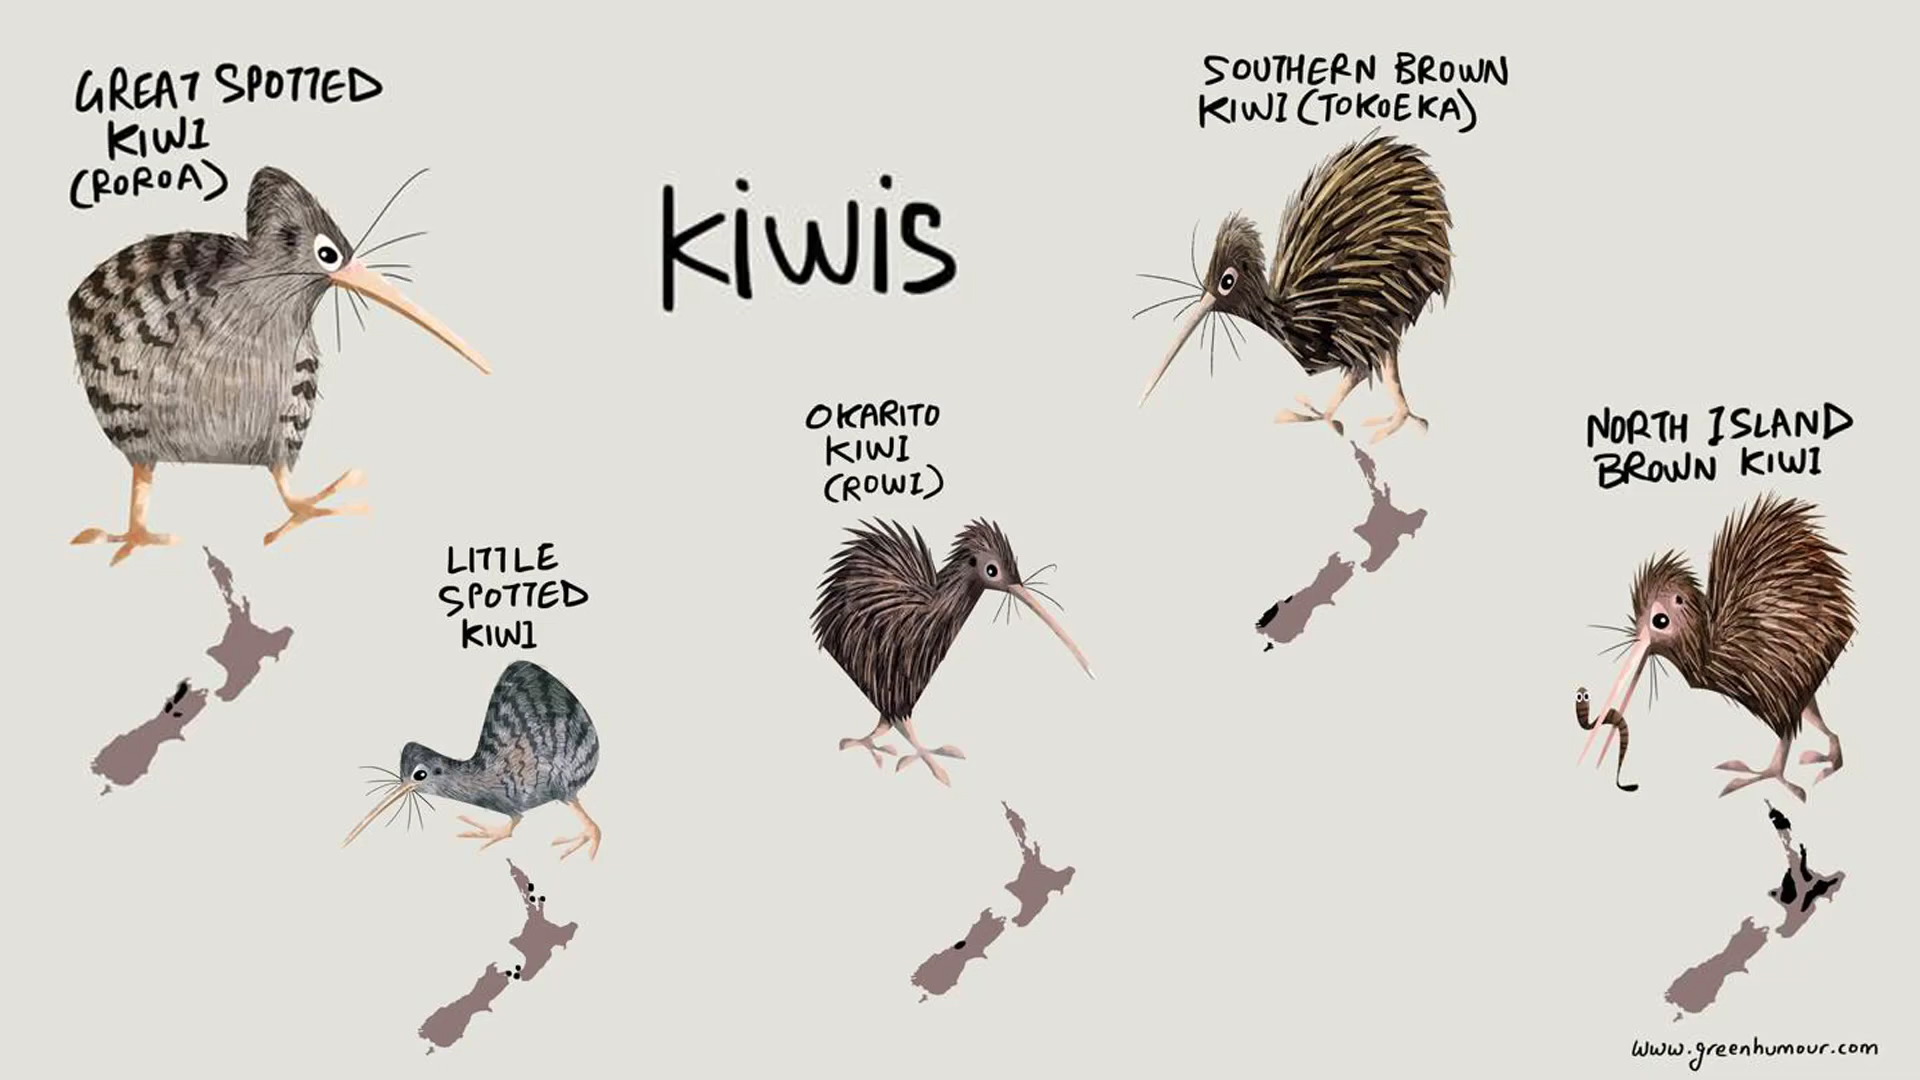 GREAT SPOTTED
KIWI
(ROROA)
kiwis
SOUTHERN BROWN
KIWI (TOKOEKA)
OKARITO
KIWI
(ROWI)
NORTH ISLAND
BROWN KIWI
LITTLE
SPOTTED
KIWI
www.greenhumour.com